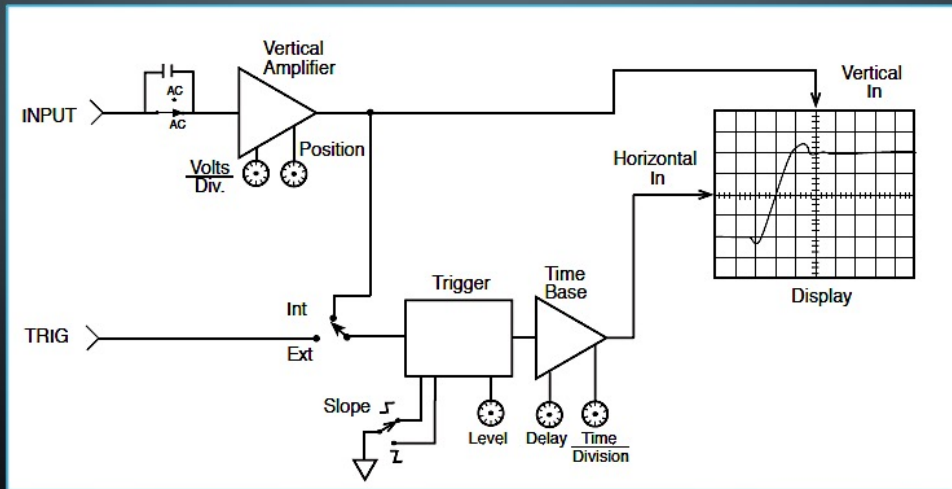 Vertical
Amplifier
AC
AC
INPUT
Position
Volts
Div.
Vertical
In
Horizontal
In
Display
Trigger
Time
Base
Int
TRIG
Ext
Slope
Level
Delay
Time
Division